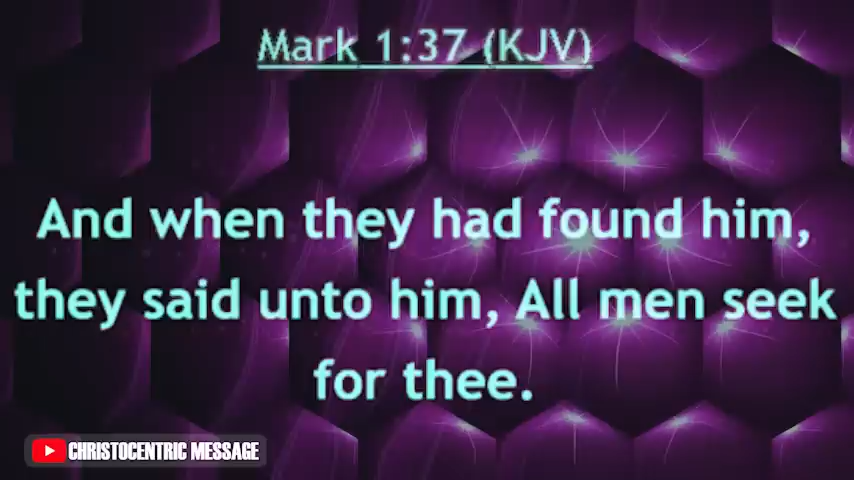 Mark 1:37 (KJV)
And when they had found him,
they said unto him, All men seek
for thee.
CHRISTOCENTRIC MESSAGE